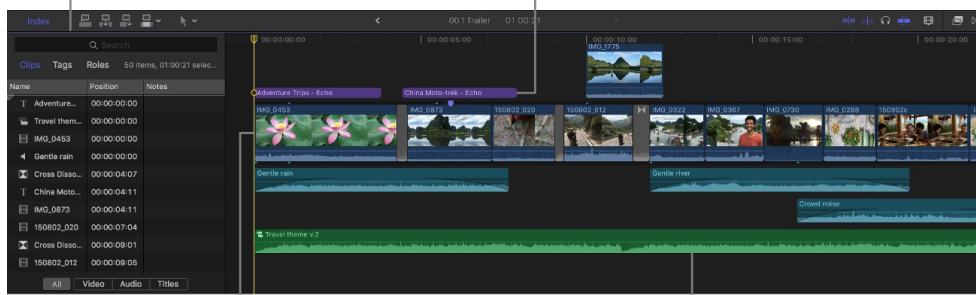 Index
00.1 Trailer 01:00:21
Search
Clips Tags Roles 50 items, 01:00:21 selec...
Name Position Notes
Adventure... 00:00:00:00
Travel them... 00:00:00:00
IMG_0453 00:00:00:00
Gentle rain 00:00:00:00
Cross Disso... 00:00:04:07
China Moto... 00:00:04:11
IMG_0873 00:00:04:11
150802_020 00:00:07:04
Cross Disso... 00:00:09:01
150802_012 00:00:09:05
All Video Audio Titles
00:00:00:00 00:00:05:00 00:00:10:00 00:00:15:00 00:00:20:00
IMG_1775
Adventure Trips - Echo China Moto-trek - Echo
IMG_0453 IMG_0873 150802_020 150802_012 IMG_0322 IMG_0367 IMG_0730 IMG_0298 150802c
Gentle rain Gentle river
Crowd noise
Travel theme v.2